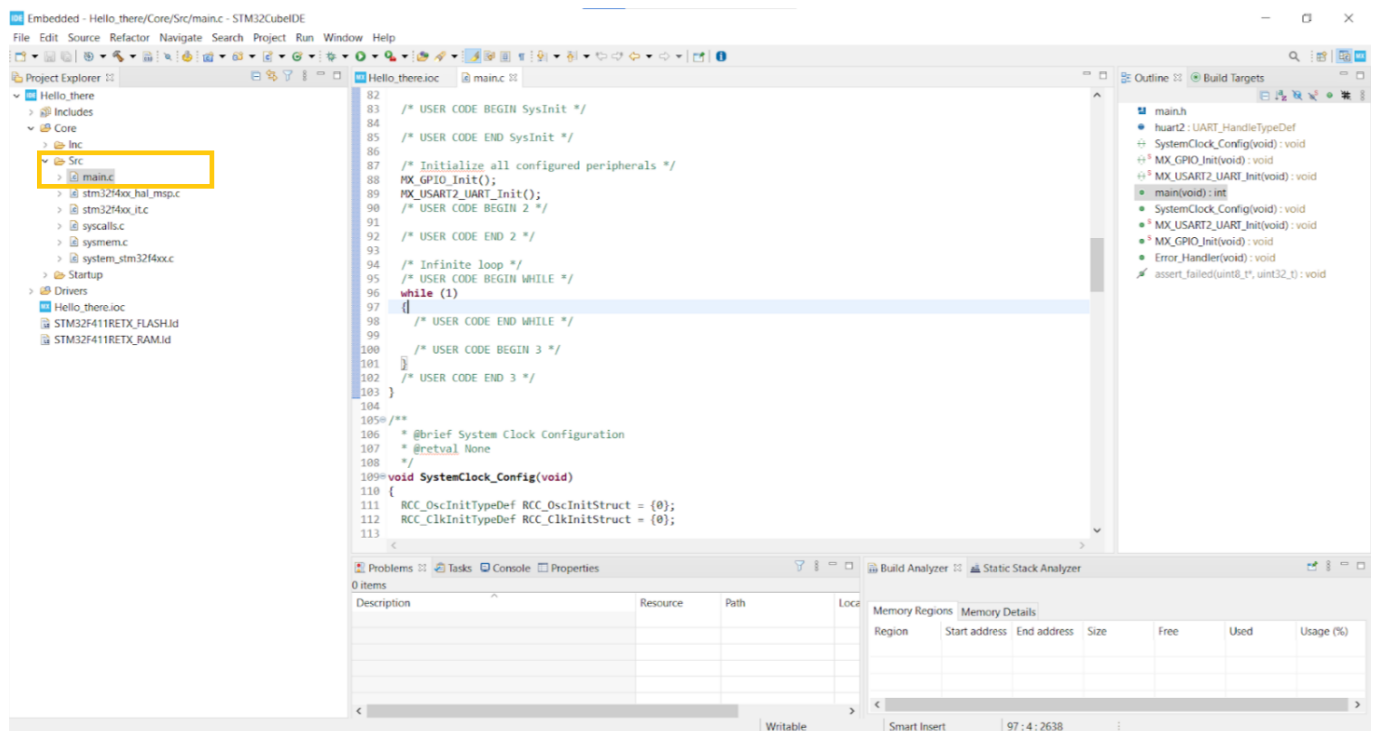 IDE Embedded - Hello_there/Core/Src/main.c - STM32CubeIDE
File Edit Source Refactor Navigate Search Project Run Window Help
Project Explorer
Hello_there
Includes
Core
Inc
Src
main.c
stm32f4xx_hal_msp.c
stm32f4xx_it.c
syscalls.c
sysmem.c
system_stm32f4xx.c
Startup
Drivers
MX Hello_there.ioc
STM32F411RETX_FLASH.ld
STM32F411RETX_RAM.ld
MX Hello_there.ioc main.c
82
83 /* USER CODE BEGIN SysInit */
84
85 /* USER CODE END SysInit */
86
87 /* Initialize all configured peripherals */
88 MX_GPIO_Init();
89 MX_USART2_UART_Init();
90 /* USER CODE BEGIN 2 */
91
92 /* USER CODE END 2 */
93
94 /* Infinite loop */
95 /* USER CODE BEGIN WHILE */
96 while (1)
97 {
98 /* USER CODE END WHILE */
99
100 /* USER CODE BEGIN 3 */
101 }
102 /* USER CODE END 3 */
103 }
104
105 /**
106 * @brief System Clock Configuration
107 * @retval None
108 */
109 void SystemClock_Config(void)
110 {
111 RCC_OscInitTypeDef RCC_OscInitStruct = {0};
112 RCC_ClkInitTypeDef RCC_ClkInitStruct = {0};
113
Outline Build Targets
main.h
huart2 : UART_HandleTypeDef
SystemClock_Config(void) : void
S MX_GPIO_Init(void) : void
S MX_USART2_UART_Init(void) : void
main(void) : int
SystemClock_Config(void) : void
S MX_USART2_UART_Init(void) : void
S MX_GPIO_Init(void) : void
Error_Handler(void) : void
assert_failed(uint8_t*, uint32_t) : void
Problems Tasks Console Properties
0 items
Description Resource Path Loca
Build Analyzer Static Stack Analyzer
Memory Regions Memory Details
Region Start address End address Size Free Used Usage (%)
Writable Smart Insert 97 : 4 : 2638